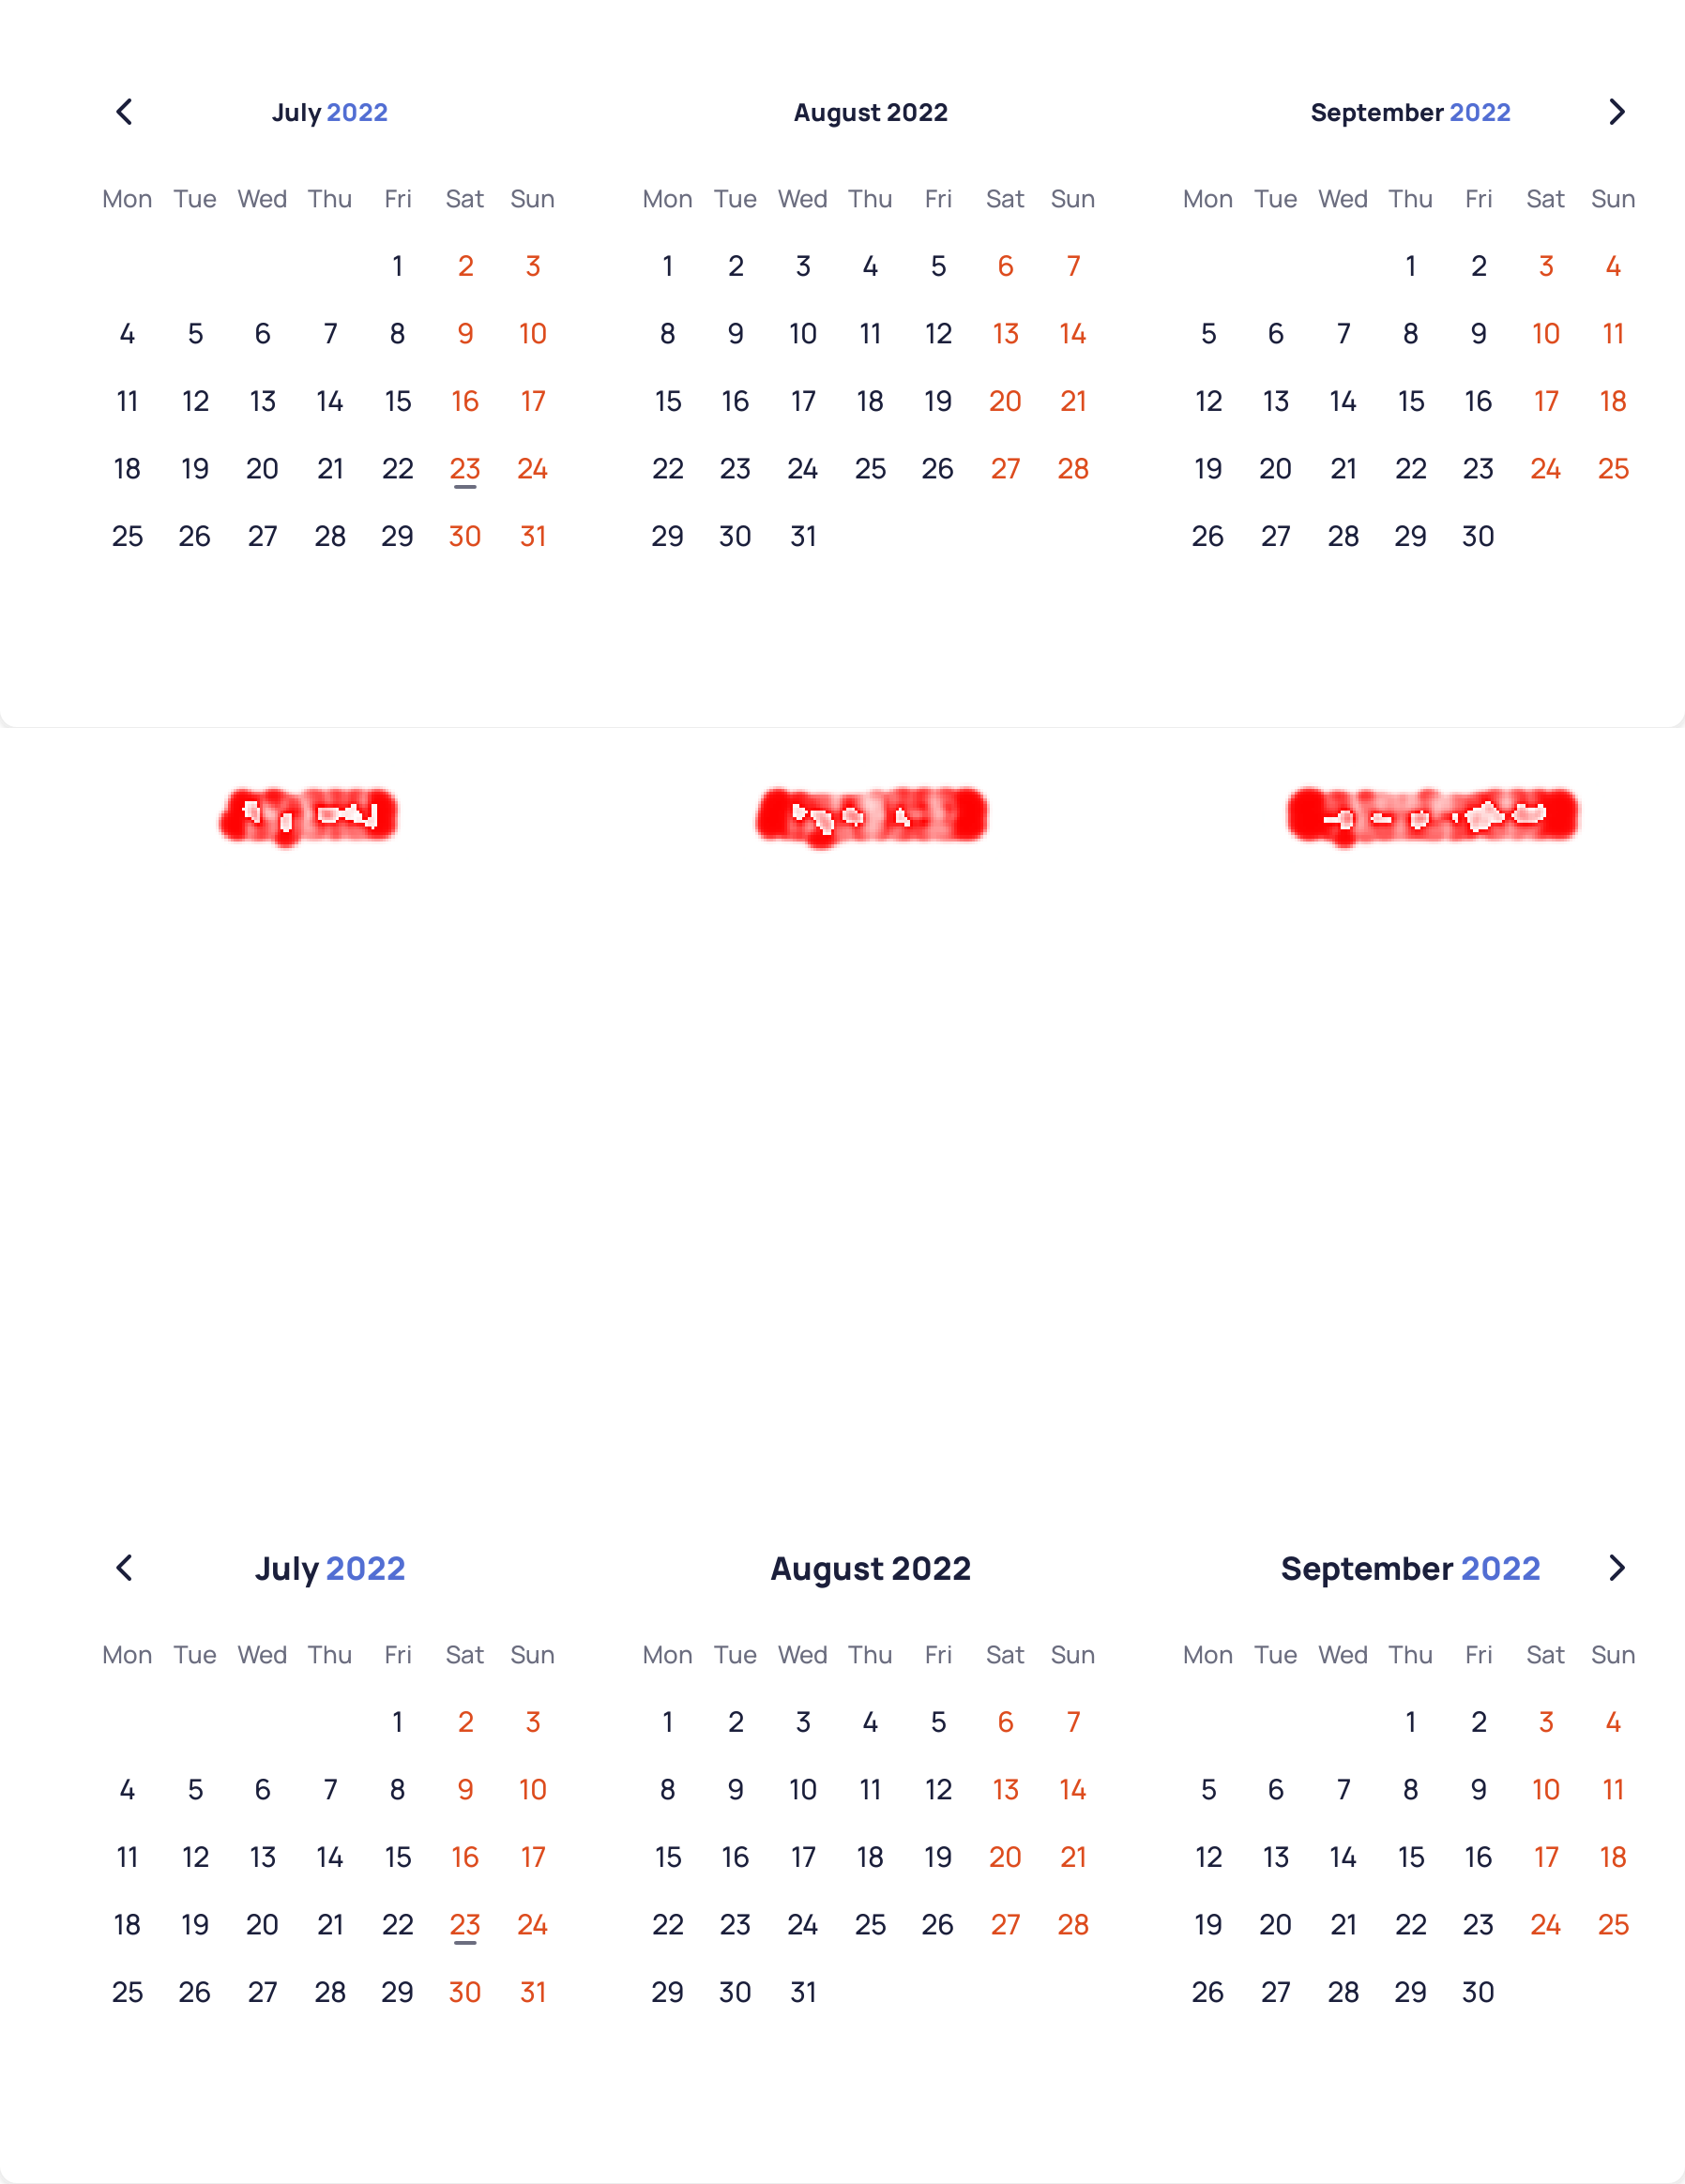 July 2022 August 2022 September 2022
Mon Tue Wed Thu Fri Sat Sun Mon Tue Wed Thu Fri Sat Sun Mon Tue Wed Thu Fri Sat Sun
1 2 3 1 2 3 4 5 6 7 1 2 3 4
4 5 6 7 8 9 10 8 9 10 11 12 13 14 5 6 7 8 9 10 11
11 12 13 14 15 16 17 15 16 17 18 19 20 21 12 13 14 15 16 17 18
18 19 20 21 22 23 24 22 23 24 25 26 27 28 19 20 21 22 23 24 25
25 26 27 28 29 30 31 29 30 31 26 27 28 29 30
July 2022 August 2022 September 2022
Mon Tue Wed Thu Fri Sat Sun Mon Tue Wed Thu Fri Sat Sun Mon Tue Wed Thu Fri Sat Sun
1 2 3 1 2 3 4 5 6 7 1 2 3 4
4 5 6 7 8 9 10 8 9 10 11 12 13 14 5 6 7 8 9 10 11
11 12 13 14 15 16 17 15 16 17 18 19 20 21 12 13 14 15 16 17 18
18 19 20 21 22 23 24 22 23 24 25 26 27 28 19 20 21 22 23 24 25
25 26 27 28 29 30 31 29 30 31 26 27 28 29 30